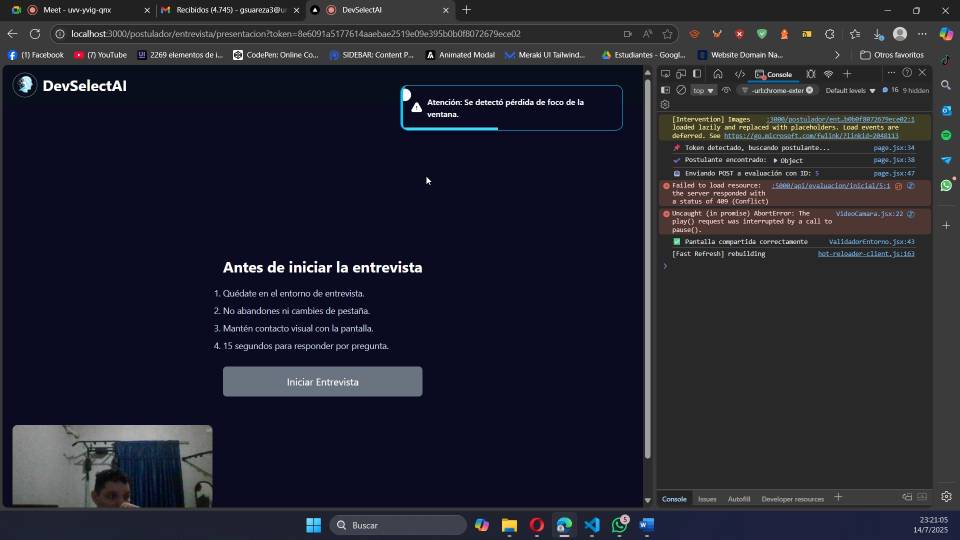 Meet - uvv-yvig-qnx
Recibidos (4.745) - gsuareza3@u
DevSelectAI
localhost:3000/postulador/entrevista/presentacion?token=8e6091a5177614aaebae2519e09e395b0b0f8072679ece02
(1) Facebook
(7) YouTube
2269 elementos de i...
CodePen: Online Co...
SIDEBAR: Content P...
Animated Modal
Meraki UI Tailwind...
Estudiantes - Googl...
Website Domain Na...
Otros favoritos
DevSelectAI
Atención: Se detectó pérdida de foco de la
ventana.
Antes de iniciar la entrevista
1. Quédate en el entorno de entrevista.
2. No abandones ni cambies de pestaña.
3. Mantén contacto visual con la pantalla.
4. 15 segundos para responder por pregunta.
Iniciar Entrevista
Console
top
-url:chrome-exter
Default levels
16
9 hidden
[Intervention] Images :3000/postulador/ent…b0b0f8072679ece02:1
loaded lazily and replaced with placeholders. Load events are
deferred. See https://go.microsoft.com/fwlink/?linkid=2048113
Token detectado, buscando postulante... page.jsx:34
Postulante encontrado: ▶ Object page.jsx:38
Enviando POST a evaluación con ID: 5 page.jsx:47
Failed to load resource: :5000/api/evaluacion/inicial/5:1
the server responded with
a status of 409 (Conflict)
Uncaught (in promise) AbortError: The VideoCamara.jsx:22
play() request was interrupted by a call to
pause().
Pantalla compartida correctamente ValidadorEntorno.jsx:43
[Fast Refresh] rebuilding hot-reloader-client.js:163
Console
Issues
Autofill
Developer resources
Buscar
5
23:21:05
14/7/2025